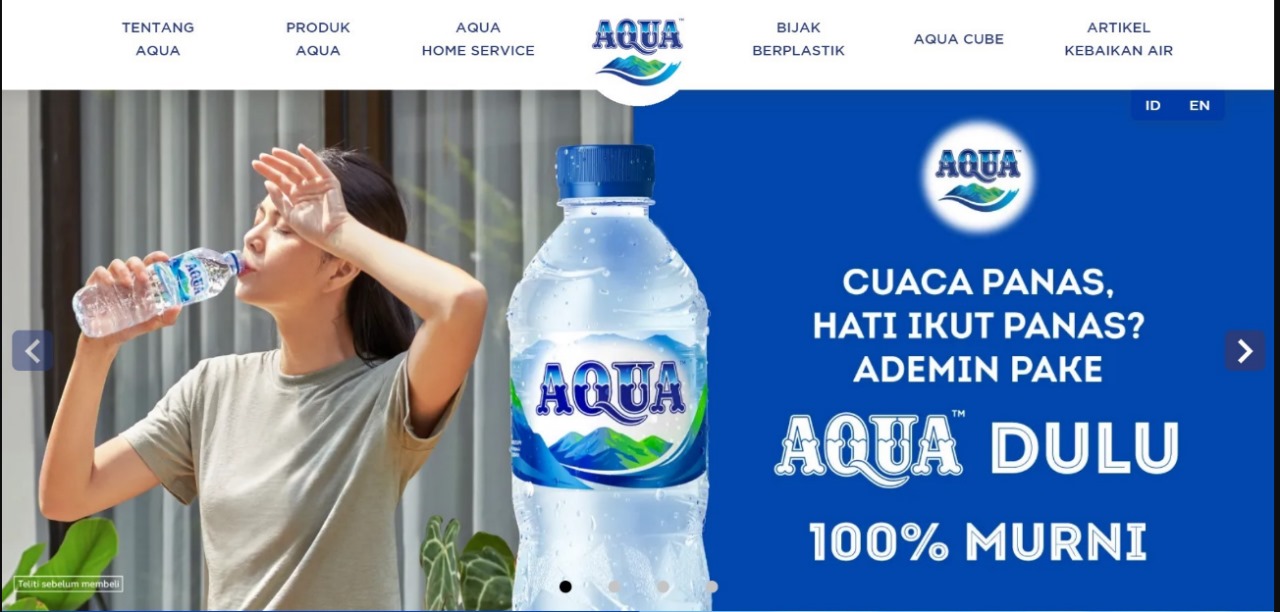 TENTANG
AQUA
PRODUK
AQUA
AQUA
HOME SERVICE
AQUA
BIJAK
BERPLASTIK
AQUA CUBE
ARTIKEL
KEBAIKAN AIR
ID EN
AQUA
AQUA
AQUA
CUACA PANAS,
HATI IKUT PANAS?
ADEMIN PAKE
AQUA™ DULU
100% MURNI
Teliti sebelum membeli